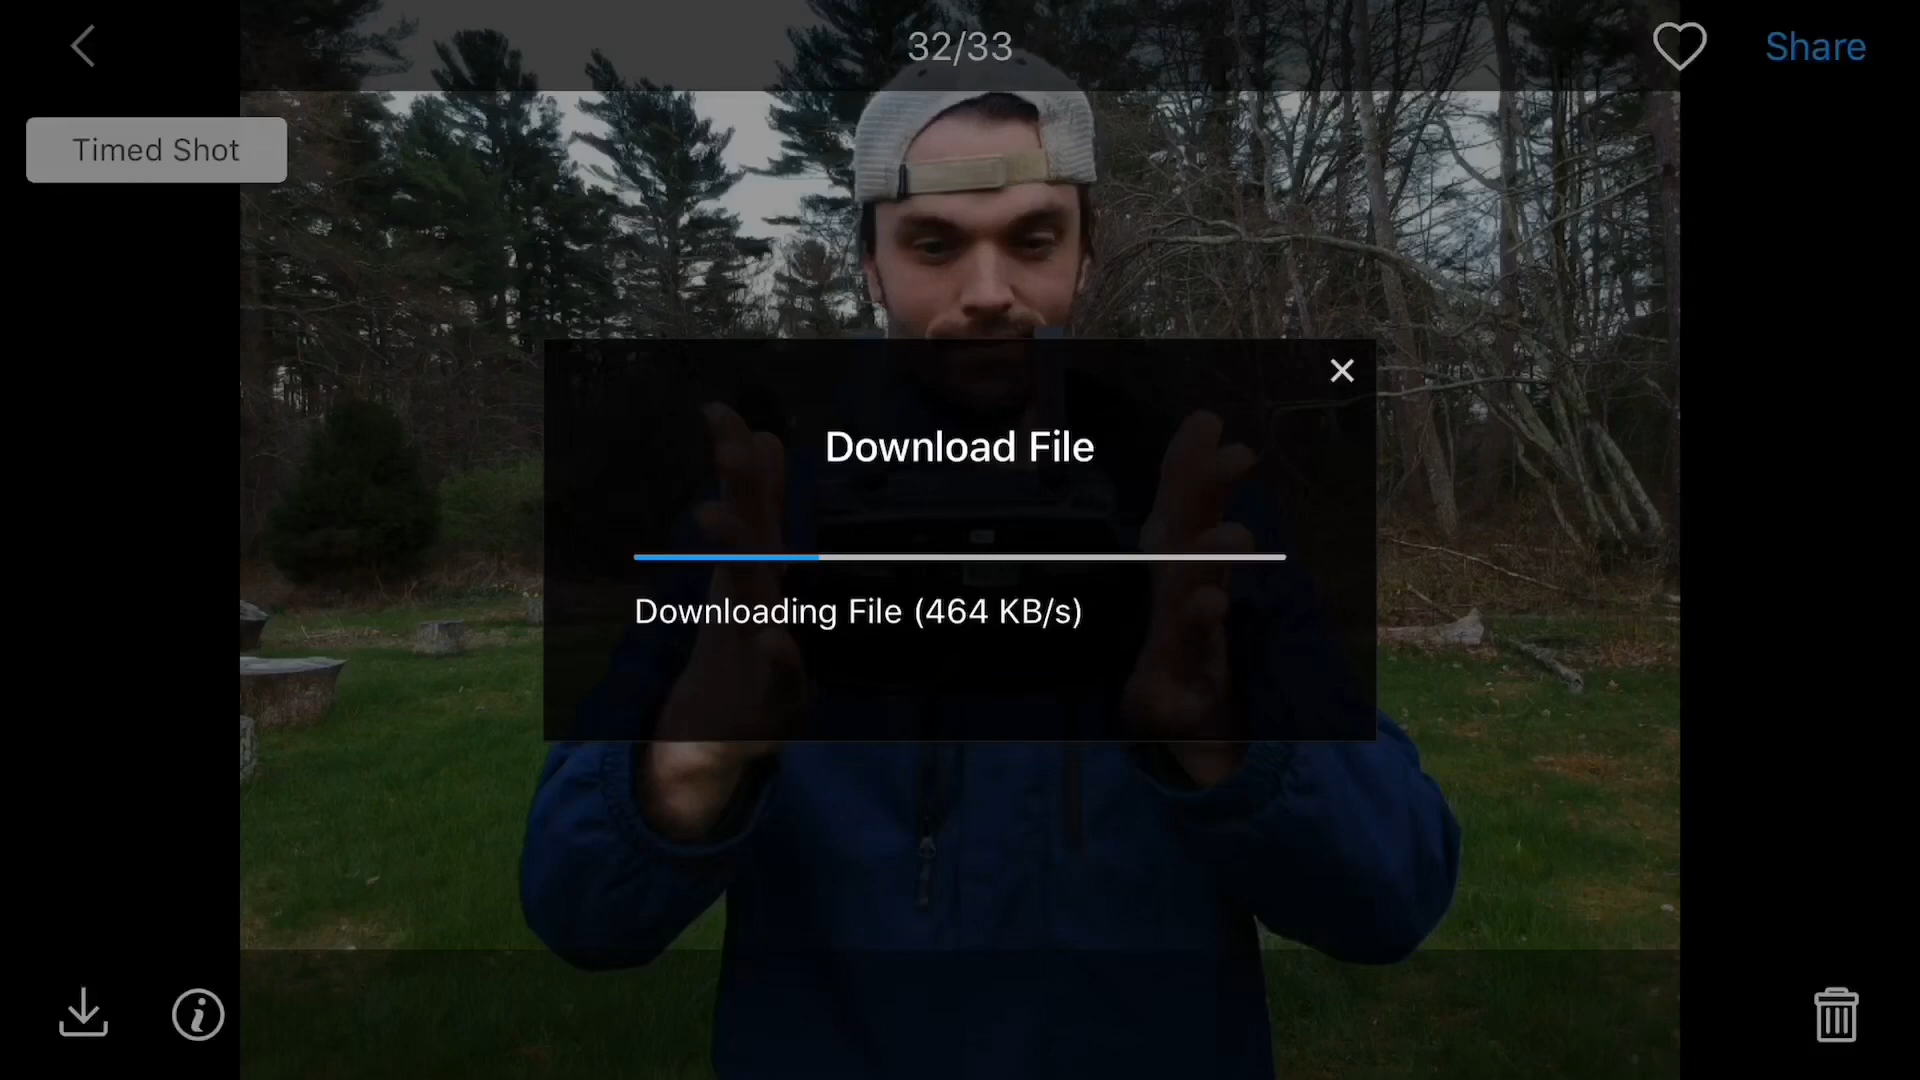 32/33
Share
Timed Shot
Download File
Downloading File (464 KB/s)